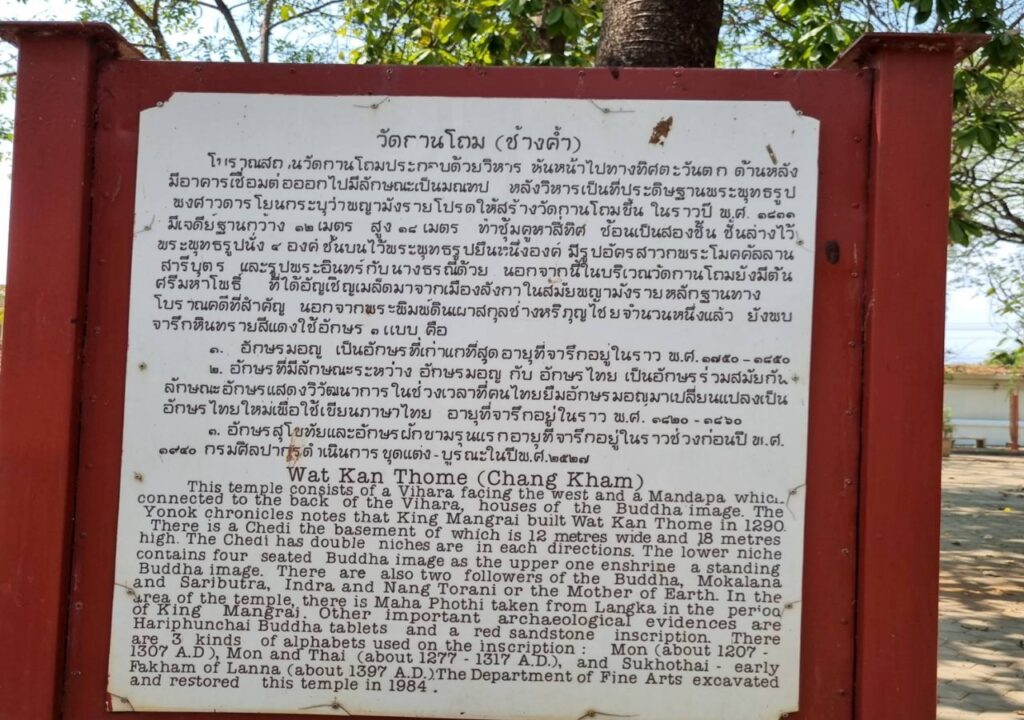 วัดกานโถม (ช้างค้ำ)
โบราณสถานวัดกานโถมประกอบด้วยวิหาร หันหน้าไปทางทิศตะวันตก ด้านหลัง
มีอาคารเชื่อมต่อออกไปมีลักษณะเป็นมณฑป หลังวิหารเป็นที่ประดิษฐานพระพุทธรูป
พงศาวดารโยนกระบุว่าพญามังรายโปรดให้สร้างวัดกานโถมขึ้น ในราวปี พ.ศ. ๑๘๓๑
มีเจดีย์ฐานกว้าง ๑๒ เมตร สูง ๑๘ เมตร ทำซุ้มคูหาสี่ทิศ ซ้อนเป็นสองชั้น ชั้นล่างไว้
พระพุทธรูปนั่ง ๔ องค์ ชั้นบนไว้พระพุทธรูปยืนหนึ่งองค์ มีรูปอัครสาวกพระโมคคัลลาน
สารีบุตร และรูปพระอินทร์กับนางธรณีด้วย นอกจากนี้ในบริเวณวัดกานโถมยังมีต้น
ศรีมหาโพธิ์ ที่ได้อัญเชิญเมล็ดมาจากเมืองลังกาในสมัยพญามังรายหลักฐานทาง
โบราณคดีที่สำคัญ นอกจากพระพิมพ์ดินเผาสกุลช่างหริภุญไชยจำนวนหนึ่งแล้ว ยังพบ
จารึกหินทรายสีแดงใช้อักษร ๓ แบบ คือ
๑. อักษรมอญ เป็นอักษรที่เก่าแก่ที่สุด อายุที่จารึกอยู่ในราว พ.ศ. ๑๗๕๐ - ๑๘๕๐
๒. อักษรที่มีลักษณะระหว่าง อักษรมอญ กับ อักษรไทย เป็นอักษรร่วมสมัยกัน
ลักษณะอักษรแสดงวิวัฒนาการในช่วงเวลาที่คนไทยยืมอักษรมอญมาเปลี่ยนแปลงเป็น
อักษรไทยใหม่เพื่อใช้เขียนภาษาไทย อายุที่จารึกอยู่ในราว พ.ศ. ๑๘๒๐ - ๑๘๖๐
๓. อักษรสุโขทัยและอักษรฝักขามรุ่นแรกอายุที่จารึกอยู่ในราวช่วงก่อนปี พ.ศ.
๑๙๔๐ กรมศิลปากรดำเนินการ ขุดแต่ง - บูรณะในปีพ.ศ.๒๕๒๗
Wat Kan Thome (Chang Kham)
This temple consists of a Vihara facing the west and a Mandapa which
connected to the back of the Vihara, houses of the Buddha image. The
Yonok chronicles notes that King Mangrai built Wat Kan Thome in 1290.
There is a Chedi the basement of which is 12 metres wide and 18 metres
high. The Chedi has double niches are in each directions. The lower niche
contains four seated Buddha image as the upper one enshrine a standing
Buddha image. There are also two followers of the Buddha, Mokalana
and Saributra, Indra and Nang Torani or the Mother of Earth. In the
area of the temple, there is Maha Phothi taken from Langka in the period
of King Mangrai. Other important archaeological evidences are
Hariphunchai Buddha tablets and a red sandstone inscription. There
are 3 kinds of alphabets used on the inscription : Mon (about 1207 -
1307 A.D), Mon and Thai (about 1277 - 1317 A.D.), and Sukhothai - early
Fakham of Lanna (about 1397 A.D.)The Department of Fine Arts excavated
and restored this temple in 1984.